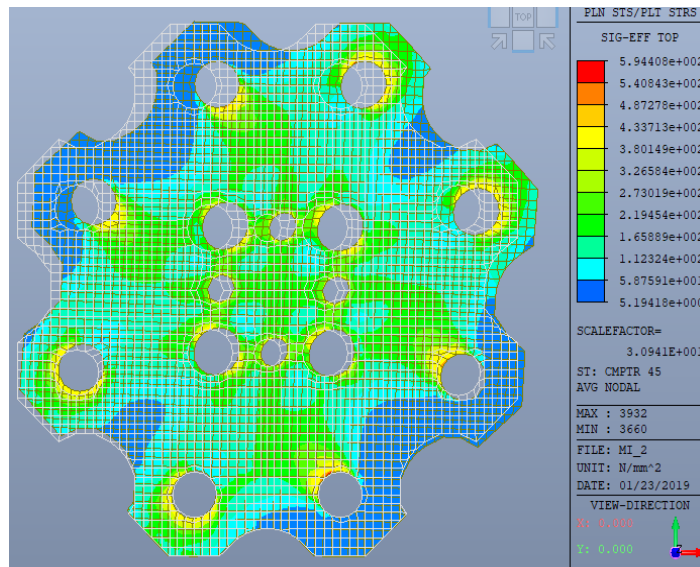 TOP
PLN STS/PLT STRS
SIG-EFF TOP
5.94408e+002
5.40843e+002
4.87278e+002
4.33713e+002
3.80149e+002
3.26584e+002
2.73019e+002
2.19454e+002
1.65889e+002
1.12324e+002
5.87591e+001
5.19418e+000
SCALEFACTOR=
3.0941E+001
ST: CMPTR 45
AVG NODAL
MAX : 3932
MIN : 3660
FILE: MI_2
UNIT: N/mm^2
DATE: 01/23/2019
VIEW-DIRECTION
X: 0.000
Y: 0.000